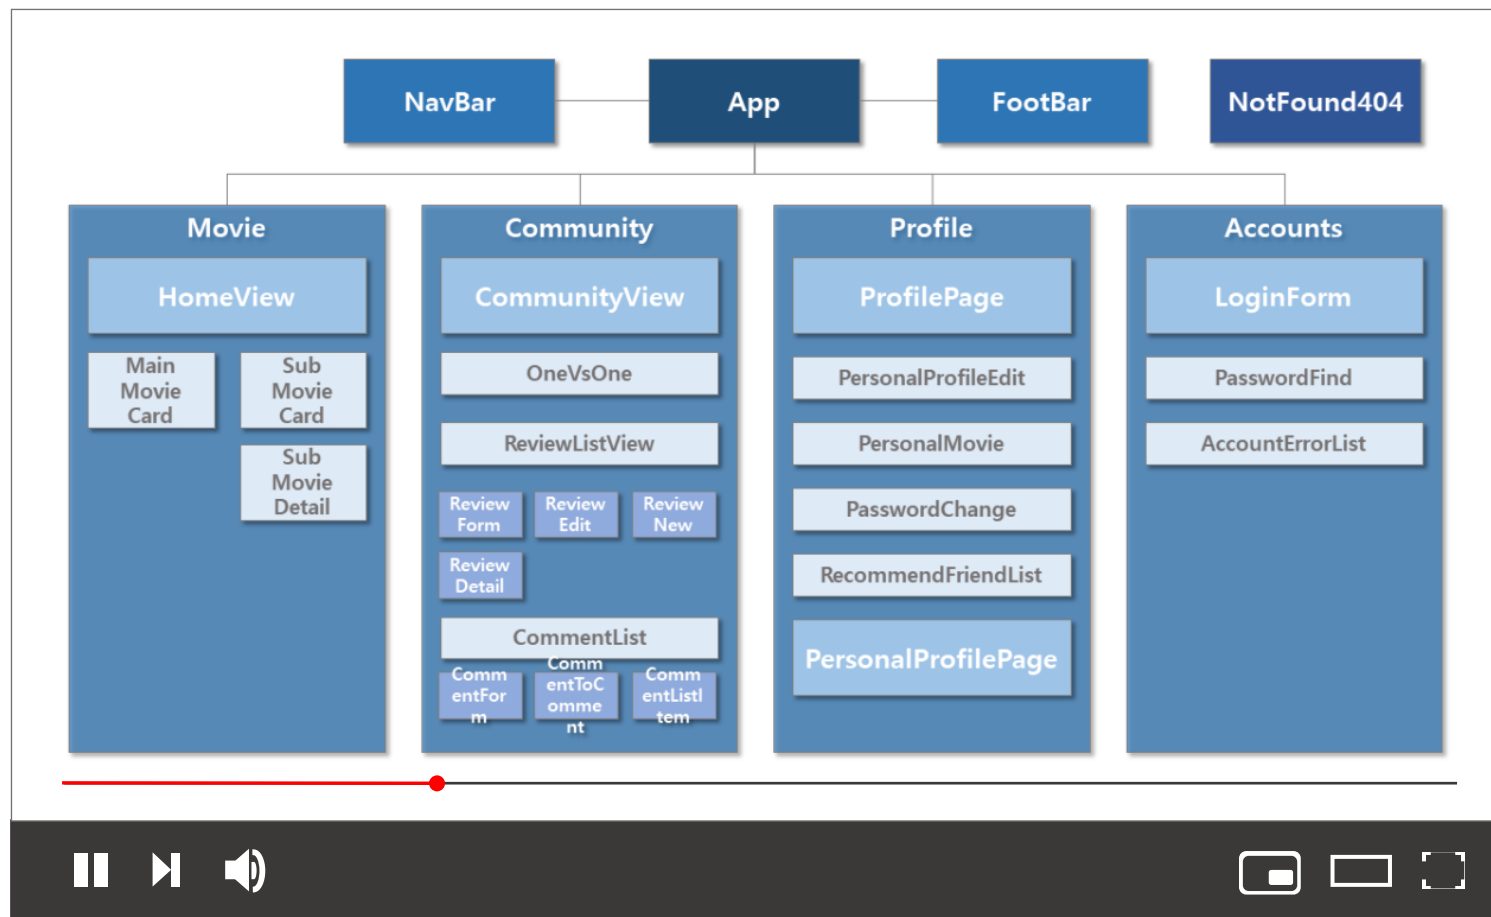 NavBar
App
FootBar
NotFound404
Movie
HomeView
Main
Movie
Card
Sub
Movie
Card
Sub
Movie
Detail
Community
CommunityView
OneVsOne
ReviewListView
Review
Form
Review
Edit
Review
New
Review
Detail
CommentList
Comm
entFor
m
Comm
entToC
omme
nt
Comm
entListI
tem
Profile
ProfilePage
PersonalProfileEdit
PersonalMovie
PasswordChange
RecommendFriendList
PersonalProfilePage
Accounts
LoginForm
PasswordFind
AccountErrorList